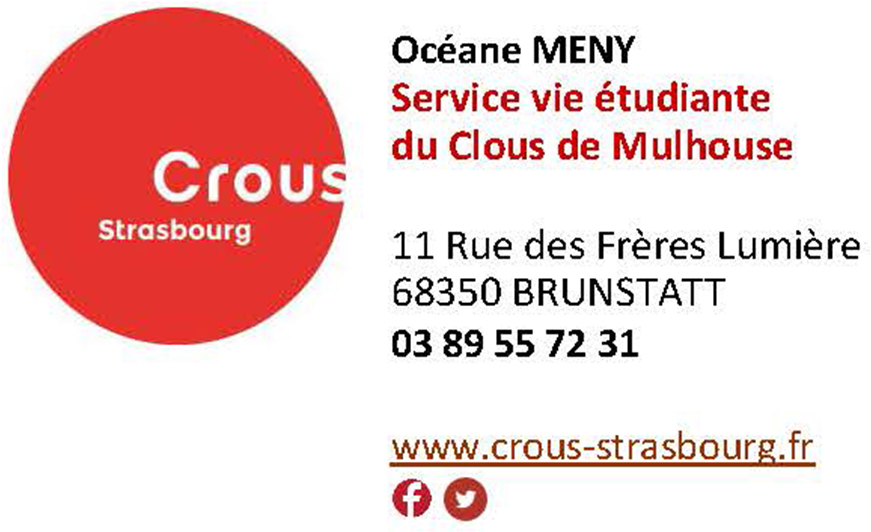 Crous
Strasbourg
Océane MENY
Service vie étudiante
du Clous de Mulhouse
11 Rue des Frères Lumière
68350 BRUNSTATT
03 89 55 72 31
www.crous-strasbourg.fr